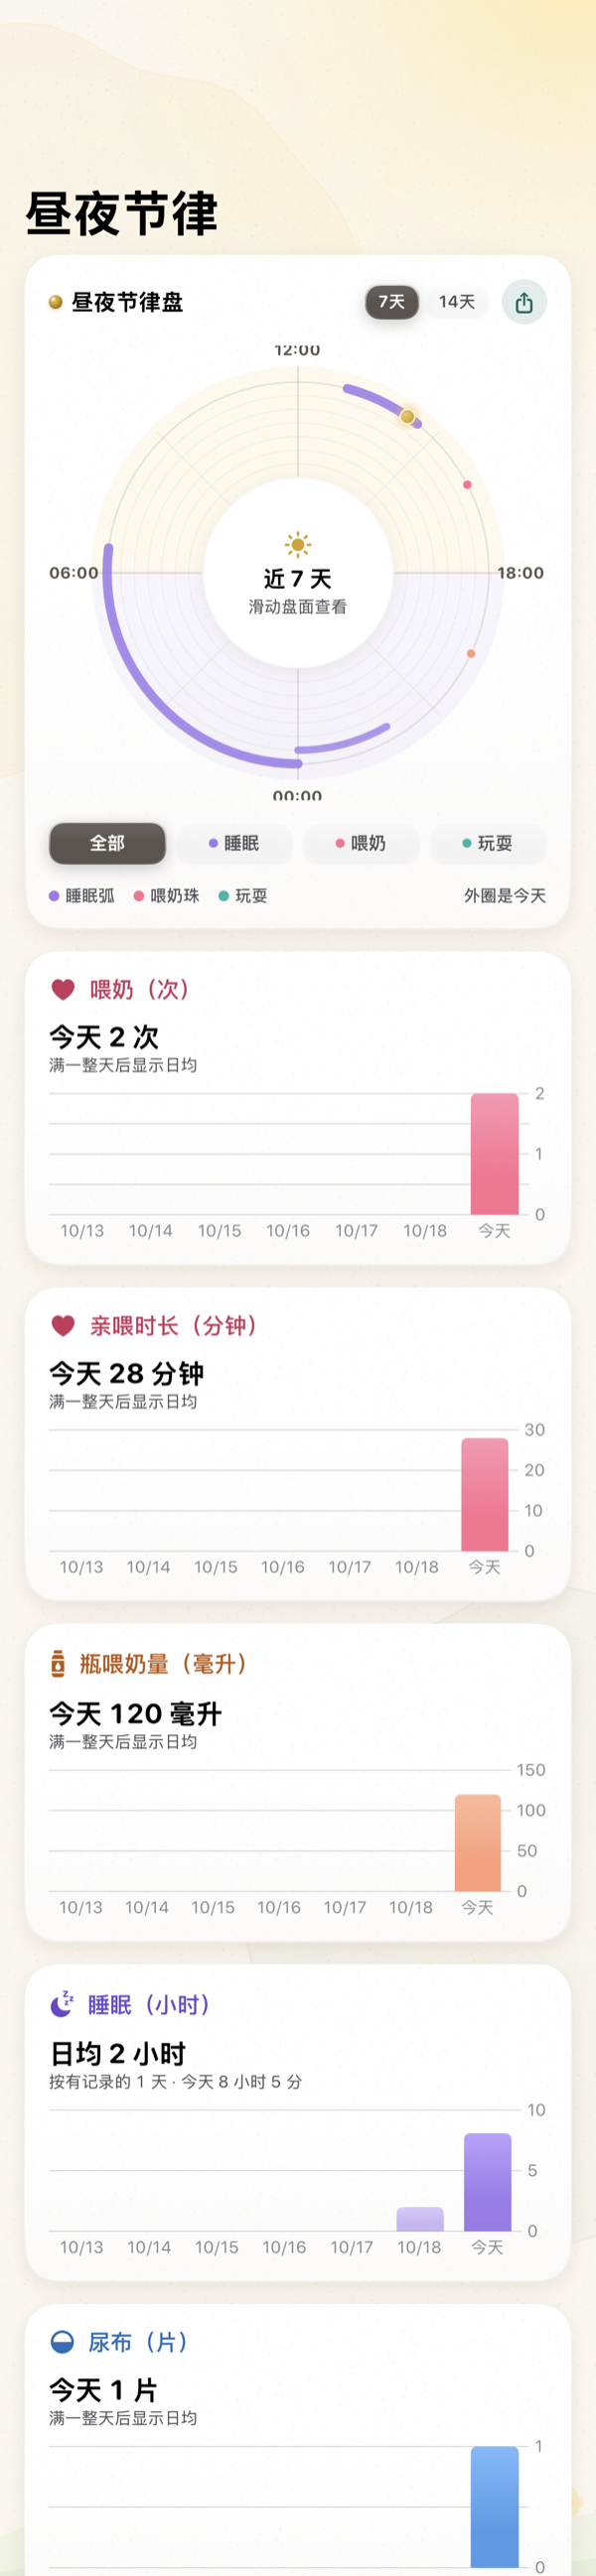 昼夜节律
昼夜节律盘
7天
14天
12:00
06:00
18:00
近 7 天
滑动盘面查看
00:00
全部
睡眠
喂奶
玩耍
睡眠弧
喂奶珠
玩耍
外圈是今天
喂奶（次）
今天 2 次
满一整天后显示日均
2
1
0
10/13 10/14 10/15 10/16 10/17 10/18 今天
亲喂时长（分钟）
今天 28 分钟
满一整天后显示日均
30
20
10
0
10/13 10/14 10/15 10/16 10/17 10/18 今天
瓶喂奶量（毫升）
今天 120 毫升
满一整天后显示日均
150
100
50
0
10/13 10/14 10/15 10/16 10/17 10/18 今天
睡眠（小时）
日均 2 小时
按有记录的 1 天 · 今天 8 小时 5 分
10
5
0
10/13 10/14 10/15 10/16 10/17 10/18 今天
尿布（片）
今天 1 片
满一整天后显示日均
1
0